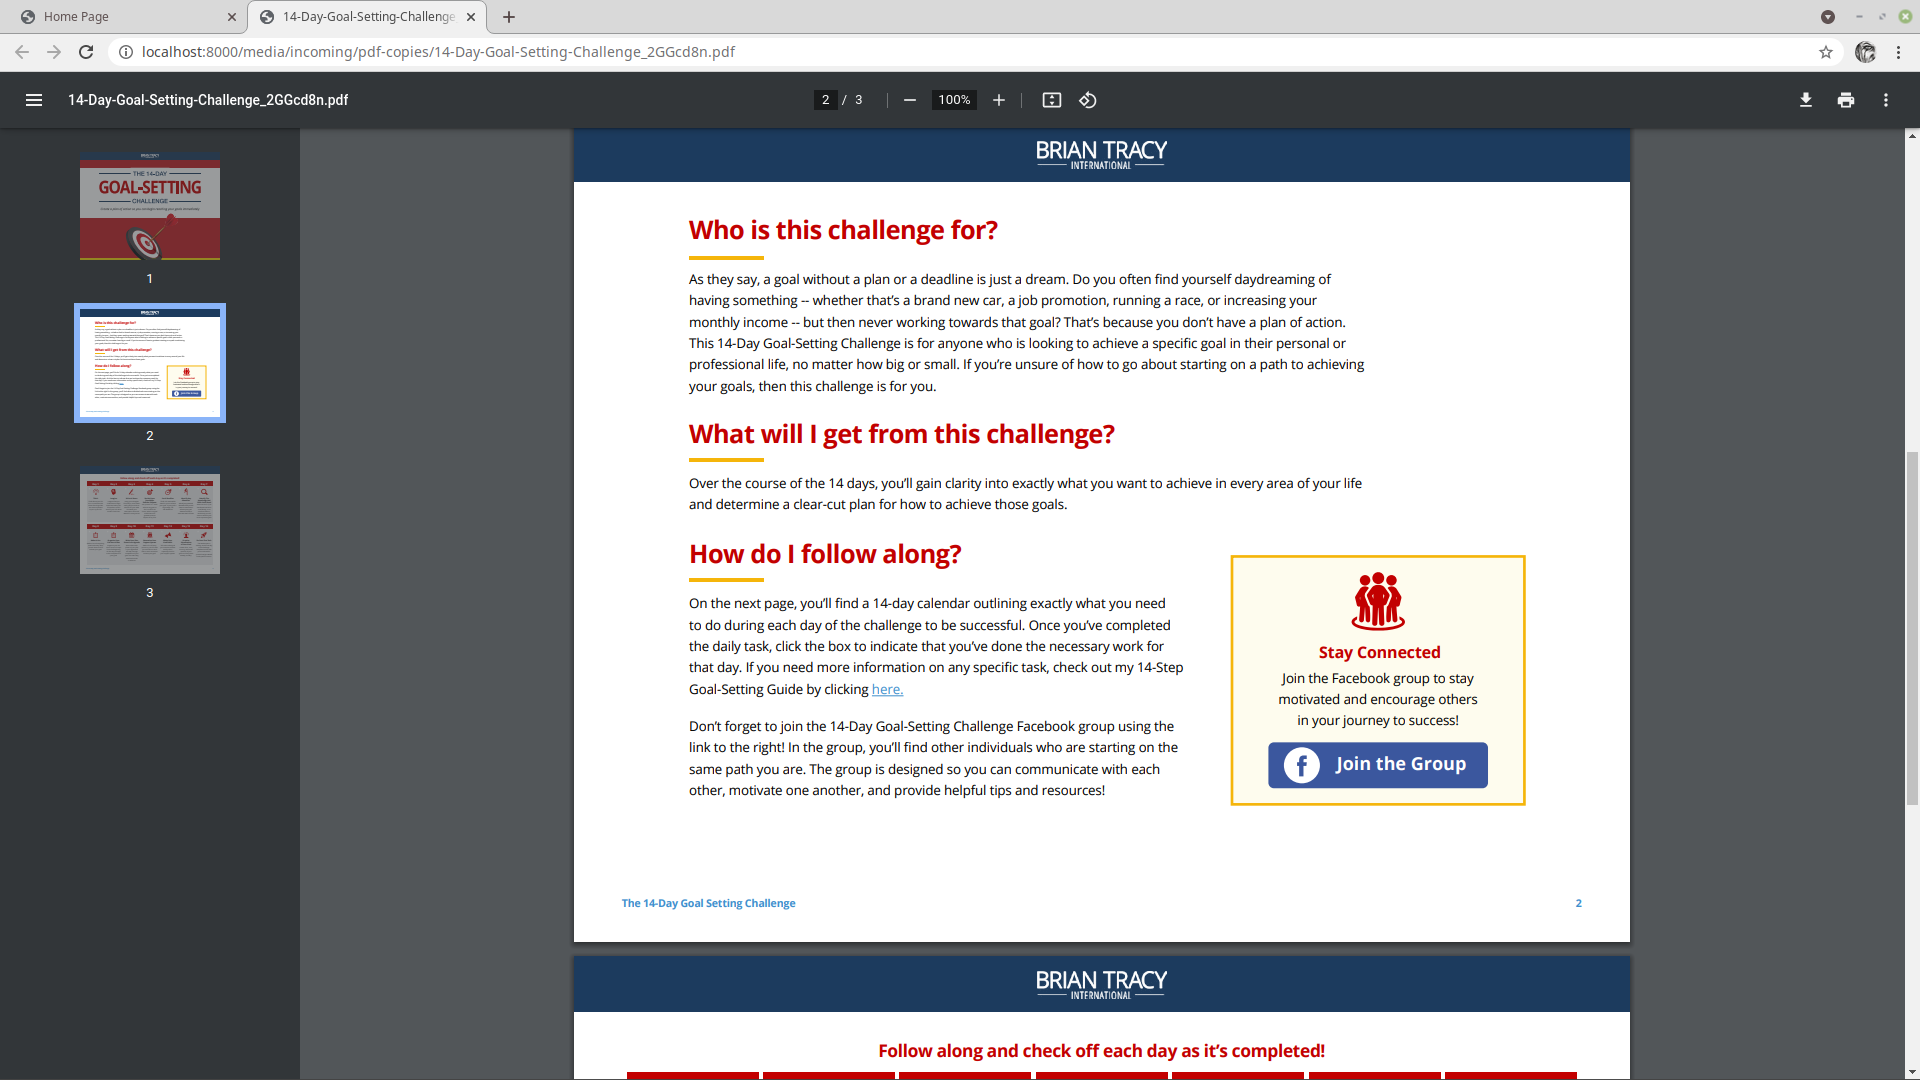 Home Page
14-Day-Goal-Setting-Challenge
localhost:8000/media/incoming/pdf-copies/14-Day-Goal-Setting-Challenge_2GGcd8n.pdf
14-Day-Goal-Setting-Challenge_2GGcd8n.pdf
2 / 3
100%
THE 14-DAY
GOAL-SETTING
CHALLENGE
1
2
3
BRIAN TRACY
INTERNATIONAL
Who is this challenge for?
As they say, a goal without a plan or a deadline is just a dream. Do you often find yourself daydreaming of
having something -- whether that's a brand new car, a job promotion, running a race, or increasing your
monthly income -- but then never working towards that goal? That's because you don't have a plan of action.
This 14-Day Goal-Setting Challenge is for anyone who is looking to achieve a specific goal in their personal or
professional life, no matter how big or small. If you're unsure of how to go about starting on a path to achieving
your goals, then this challenge is for you.
What will I get from this challenge?
Over the course of the 14 days, you'll gain clarity into exactly what you want to achieve in every area of your life
and determine a clear-cut plan for how to achieve those goals.
How do I follow along?
On the next page, you'll find a 14-day calendar outlining exactly what you need
to do during each day of the challenge to be successful. Once you've completed
the daily task, click the box to indicate that you've done the necessary work for
that day. If you need more information on any specific task, check out my 14-Step
Goal-Setting Guide by clicking here.
Don't forget to join the 14-Day Goal-Setting Challenge Facebook group using the
link to the right! In the group, you'll find other individuals who are starting on the
same path you are. The group is designed so you can communicate with each
other, motivate one another, and provide helpful tips and resources!
Stay Connected
Join the Facebook group to stay
motivated and encourage others
in your journey to success!
Join the Group
The 14-Day Goal Setting Challenge
2
BRIAN TRACY
INTERNATIONAL
Follow along and check off each day as it's completed!